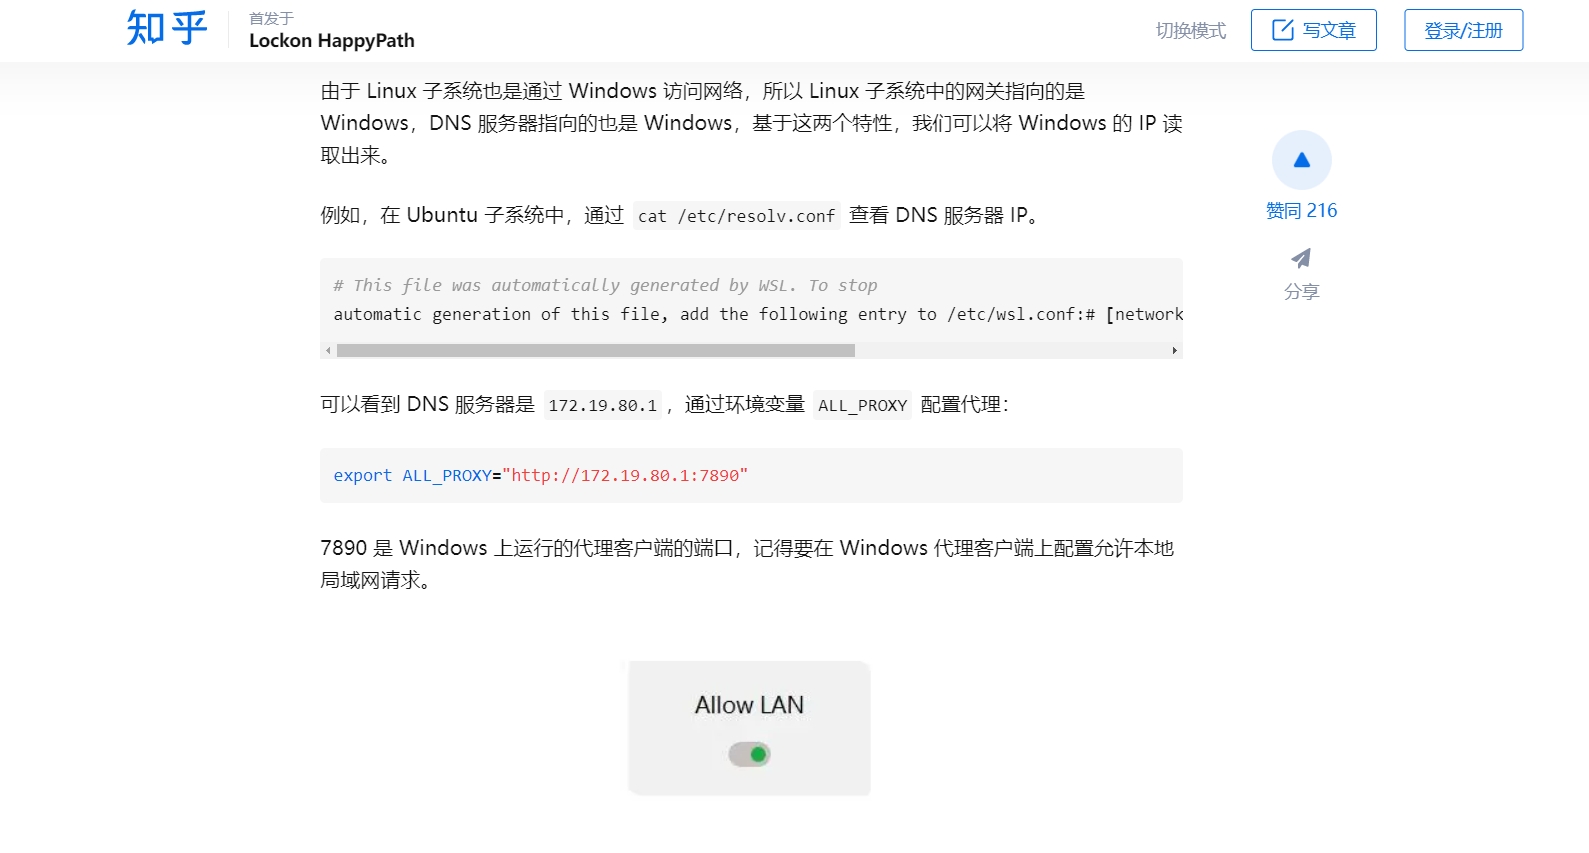 知乎
首发于
Lockon HappyPath
切换模式
写文章
登录/注册
由于 Linux 子系统也是通过 Windows 访问网络，所以 Linux 子系统中的网关指向的是
Windows，DNS 服务器指向的也是 Windows，基于这两个特性，我们可以将 Windows 的 IP 读
取出来。
例如，在 Ubuntu 子系统中，通过 cat /etc/resolv.conf 查看 DNS 服务器 IP。
# This file was automatically generated by WSL. To stop
automatic generation of this file, add the following entry to /etc/wsl.conf:# [network
可以看到 DNS 服务器是 172.19.80.1 ，通过环境变量 ALL_PROXY 配置代理：
export ALL_PROXY="http://172.19.80.1:7890"
7890 是 Windows 上运行的代理客户端的端口，记得要在 Windows 代理客户端上配置允许本地
局域网请求。
Allow LAN
赞同 216
分享